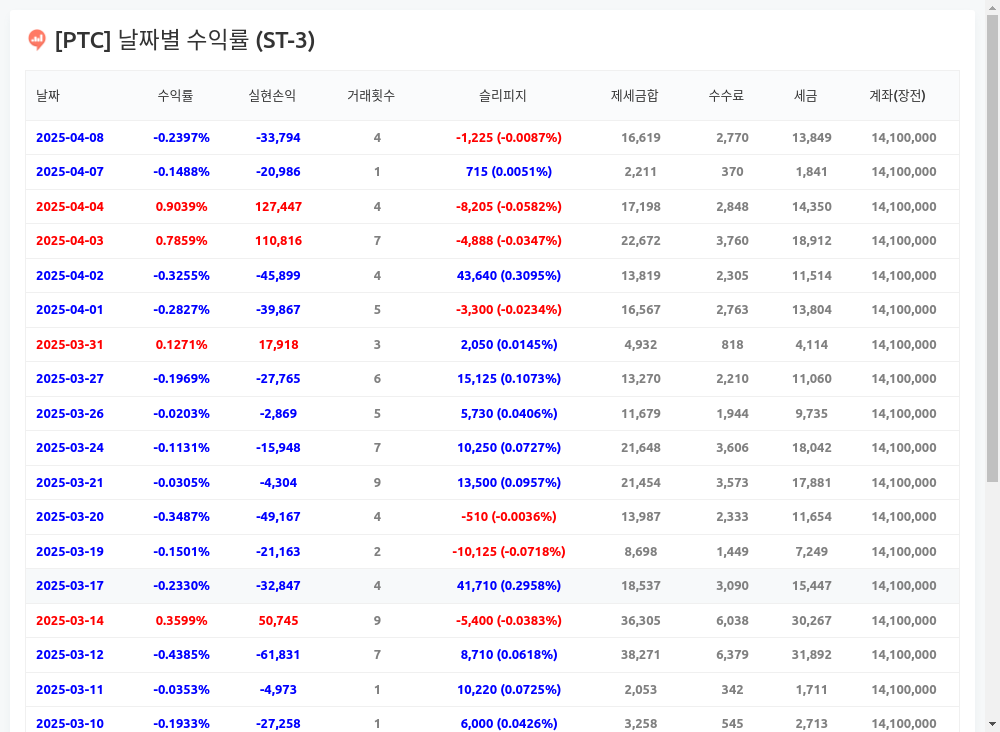 [PTC] 날짜별 수익률 (ST-3)
날짜 수익률 실현손익 거래횟수 슬리피지 제세금합 수수료 세금 계좌(장전)
2025-04-08 -0.2397% -33,794 4 -1,225 (-0.0087%) 16,619 2,770 13,849 14,100,000
2025-04-07 -0.1488% -20,986 1 715 (0.0051%) 2,211 370 1,841 14,100,000
2025-04-04 0.9039% 127,447 4 -8,205 (-0.0582%) 17,198 2,848 14,350 14,100,000
2025-04-03 0.7859% 110,816 7 -4,888 (-0.0347%) 22,672 3,760 18,912 14,100,000
2025-04-02 -0.3255% -45,899 4 43,640 (0.3095%) 13,819 2,305 11,514 14,100,000
2025-04-01 -0.2827% -39,867 5 -3,300 (-0.0234%) 16,567 2,763 13,804 14,100,000
2025-03-31 0.1271% 17,918 3 2,050 (0.0145%) 4,932 818 4,114 14,100,000
2025-03-27 -0.1969% -27,765 6 15,125 (0.1073%) 13,270 2,210 11,060 14,100,000
2025-03-26 -0.0203% -2,869 5 5,730 (0.0406%) 11,679 1,944 9,735 14,100,000
2025-03-24 -0.1131% -15,948 7 10,250 (0.0727%) 21,648 3,606 18,042 14,100,000
2025-03-21 -0.0305% -4,304 9 13,500 (0.0957%) 21,454 3,573 17,881 14,100,000
2025-03-20 -0.3487% -49,167 4 -510 (-0.0036%) 13,987 2,333 11,654 14,100,000
2025-03-19 -0.1501% -21,163 2 -10,125 (-0.0718%) 8,698 1,449 7,249 14,100,000
2025-03-17 -0.2330% -32,847 4 41,710 (0.2958%) 18,537 3,090 15,447 14,100,000
2025-03-14 0.3599% 50,745 9 -5,400 (-0.0383%) 36,305 6,038 30,267 14,100,000
2025-03-12 -0.4385% -61,831 7 8,710 (0.0618%) 38,271 6,379 31,892 14,100,000
2025-03-11 -0.0353% -4,973 1 10,220 (0.0725%) 2,053 342 1,711 14,100,000
2025-03-10 -0.1933% -27,258 1 6,000 (0.0426%) 3,258 545 2,713 14,100,000